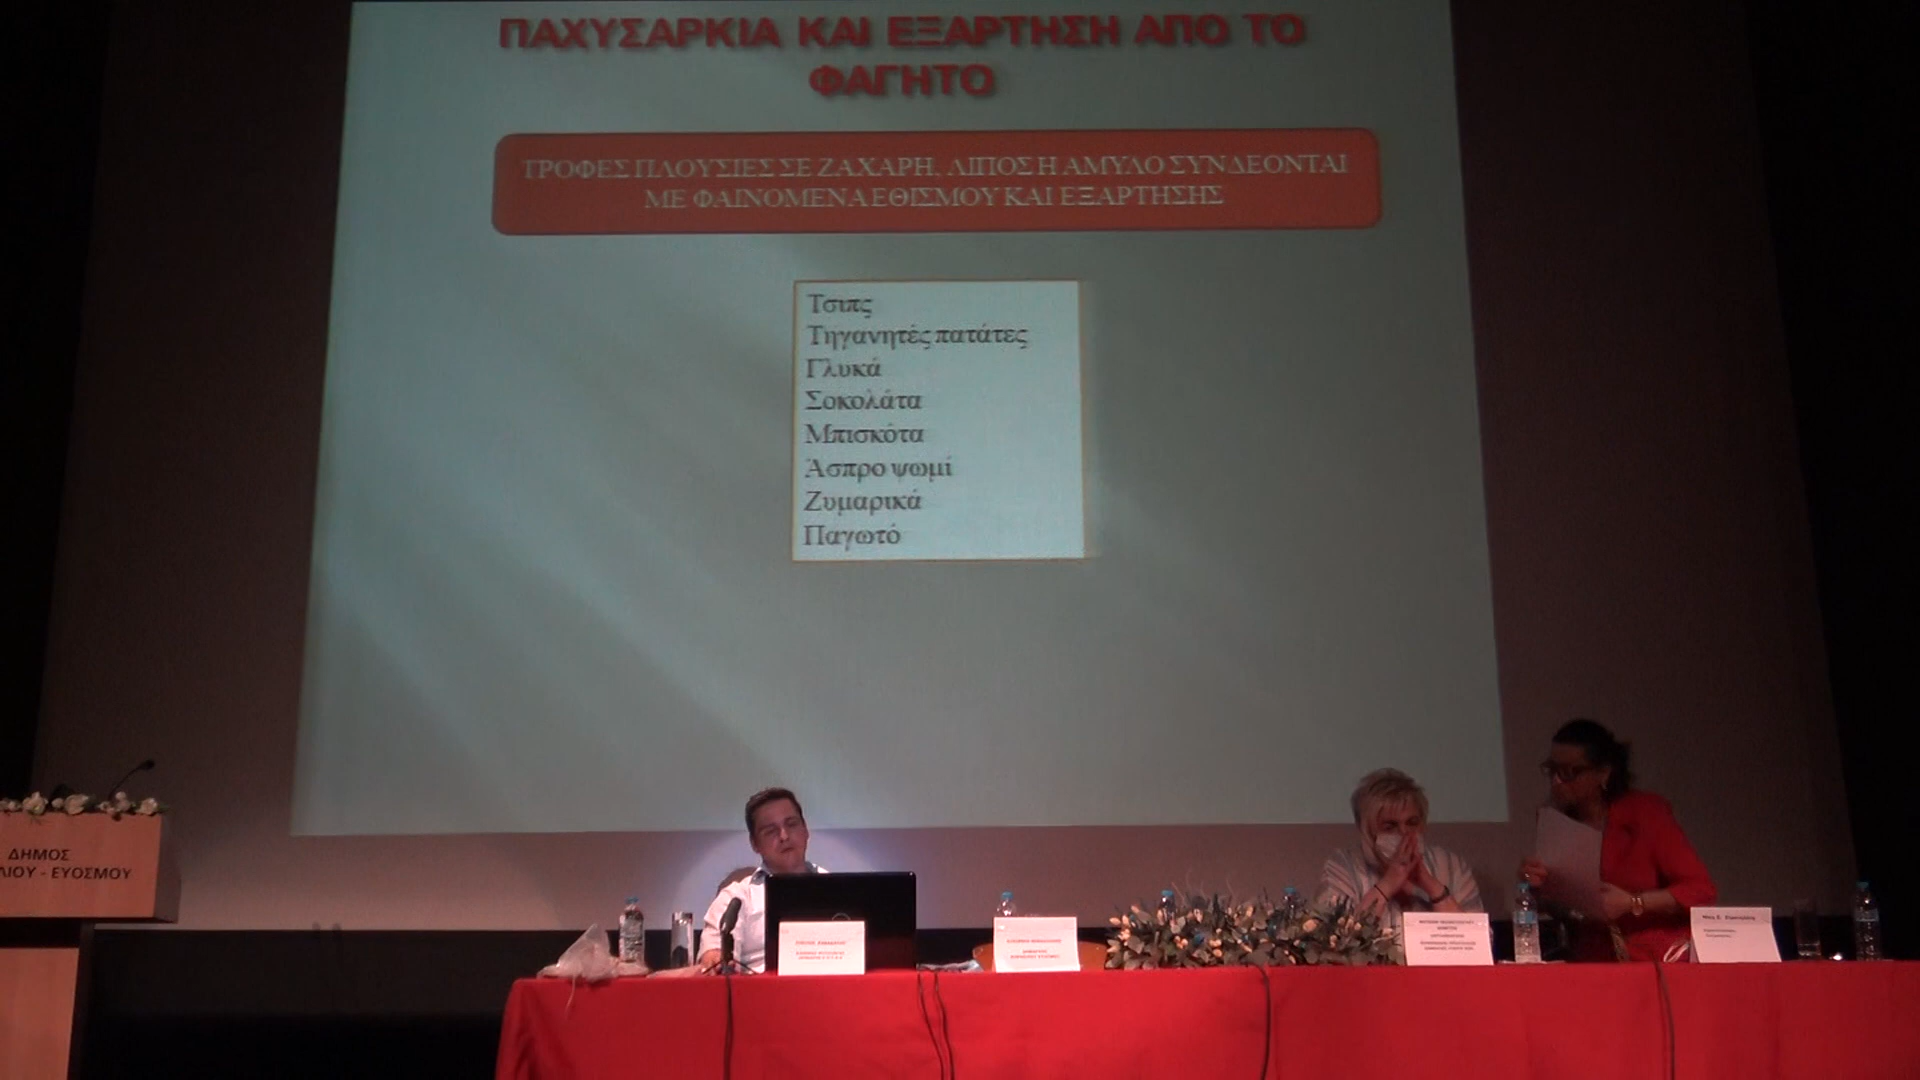 ΠΑΧΥΣΑΡΚΙΑ ΚΑΙ ΕΞΑΡΤΗΣΗ ΑΠΟ ΤΟ
ΦΑΓΗΤΟ
ΤΡΟΦΕΣ ΠΛΟΥΣΙΕΣ ΣΕ ΖΑΧΑΡΗ, ΛΙΠΟΣ Η ΑΜΥΛΟ ΣΥΝΔΕΟΝΤΑΙ
ΜΕ ΦΑΙΝΟΜΕΝΑ ΕΘΙΣΜΟΥ ΚΑΙ ΕΞΑΡΤΗΣΗΣ
Τσιπς
Τηγανητές πατάτες
Γλυκά
Σοκολάτα
Μπισκότα
Άσπρο ψωμί
Ζυμαρικά
Παγωτό
ΔΗΜΟΣ
ΛΙΟΥ - ΕΥΟΣΜΟΥ